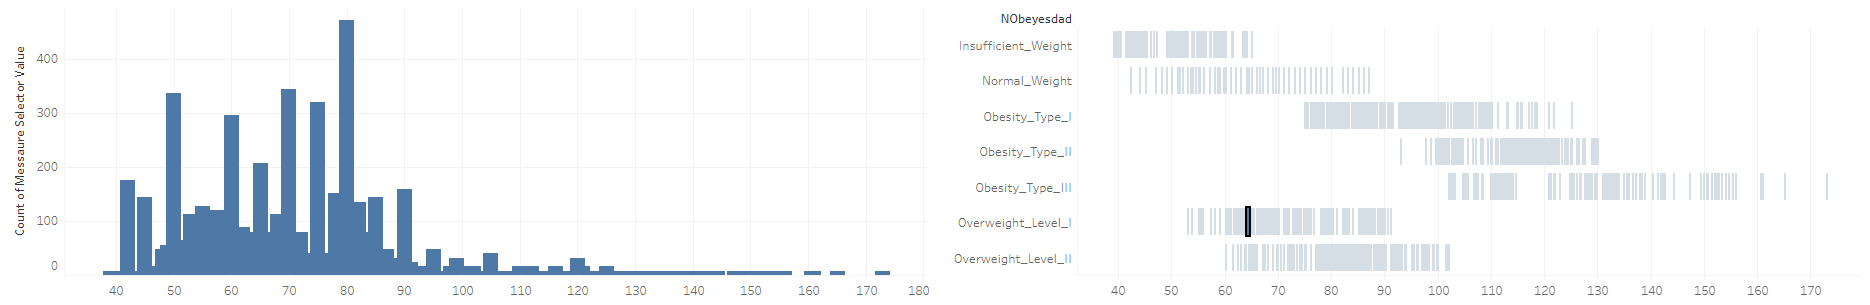 Count of Messaure Selector Value
400
300
200
100
0
40 50 60 70 80 90 100 110 120 130 140 150 160 170 180
NObeyesdad
Insufficient_Weight
Normal_Weight
Obesity_Type_I
Obesity_Type_II
Obesity_Type_III
Overweight_Level_I
Overweight_Level_II
40 50 60 70 80 90 100 110 120 130 140 150 160 170